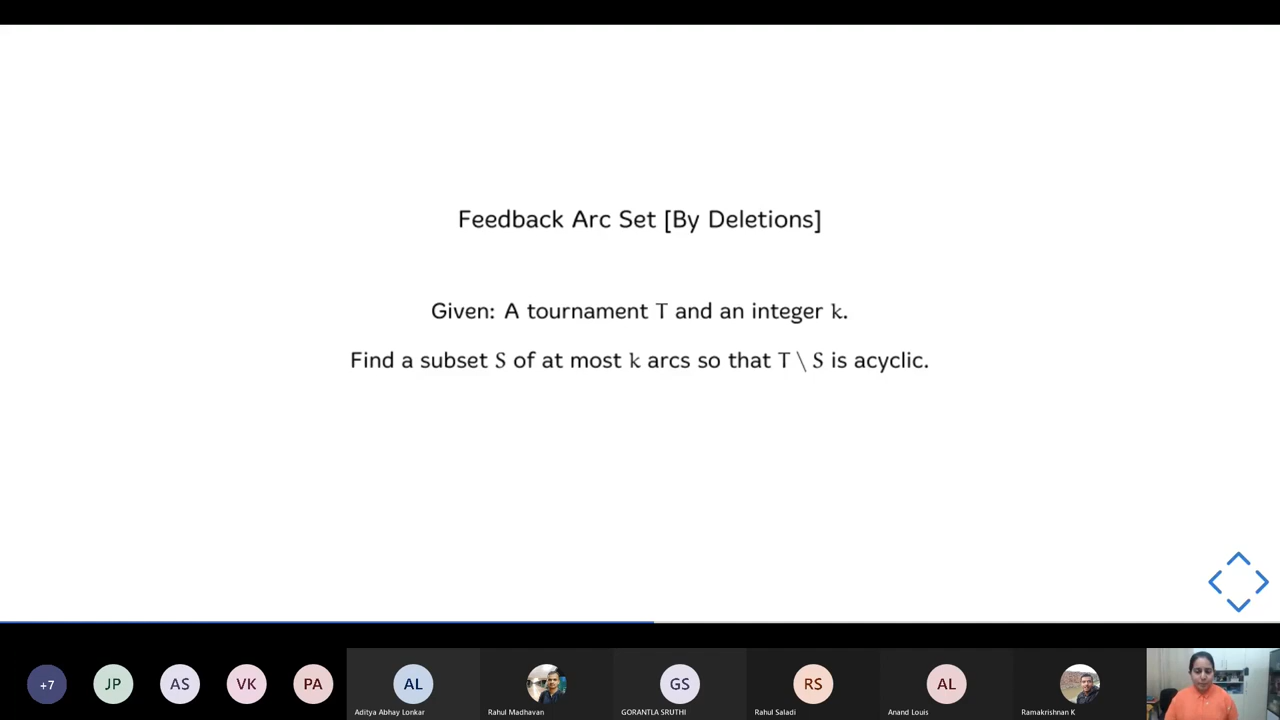 Feedback Arc Set [By Deletions]
Given: A tournament T and an integer k.
Find a subset S of at most k arcs so that T \ S is acyclic.
+7
JP
AS
VK
PA
AL
GS
RS
AL
Aditya Abhay Lonkar
Rahul Madhavan
GORANTLA SRUTHI
Rahul Saladi
Anand Louis
Ramakrishnan K